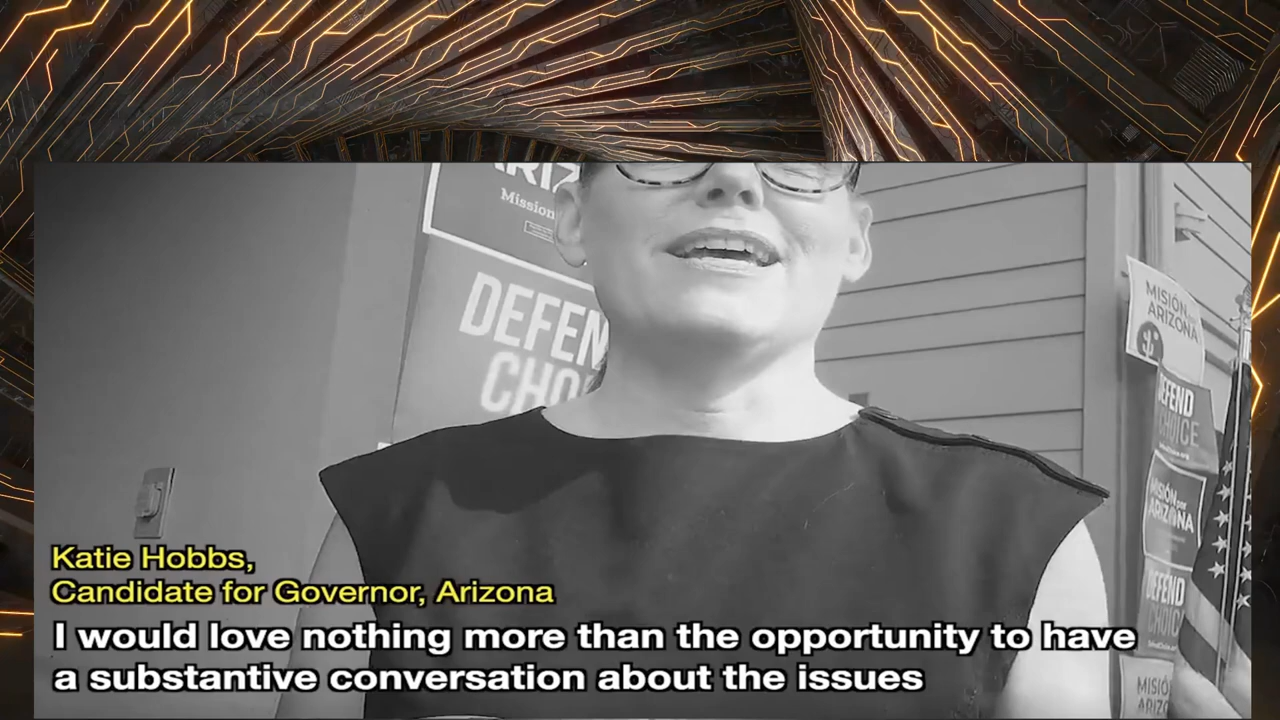 Mission
DEFEN
CHO
MISIÓN
ARIZONA
DEFEND
CHOICE
MISIÓN por
ARIZONA
DEFEND
Katie Hobbs,
Candidate for Governor, Arizona
I would love nothing more than the opportunity to have
a substantive conversation about the issues